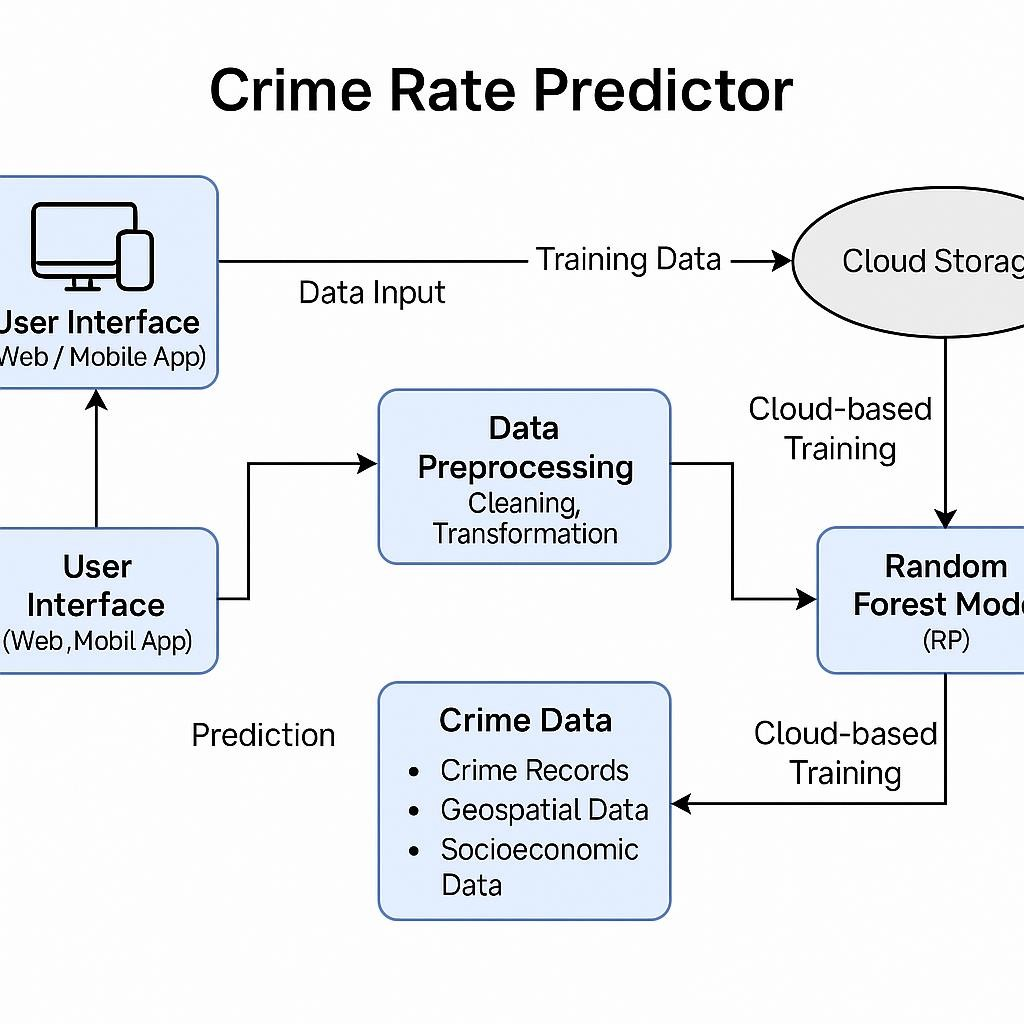 Crime Rate Predictor
User Interface
Web / Mobile App)
Data Input
Training Data
Cloud Storag
Cloud-based
Training
Data
Preprocessing
Cleaning,
Transformation
User
Interface
(Web,Mobil App)
Random
Forest Mode
(RP)
Prediction
Crime Data
• Crime Records
• Geospatial Data
• Socioeconomic
Data
Cloud-based
Training